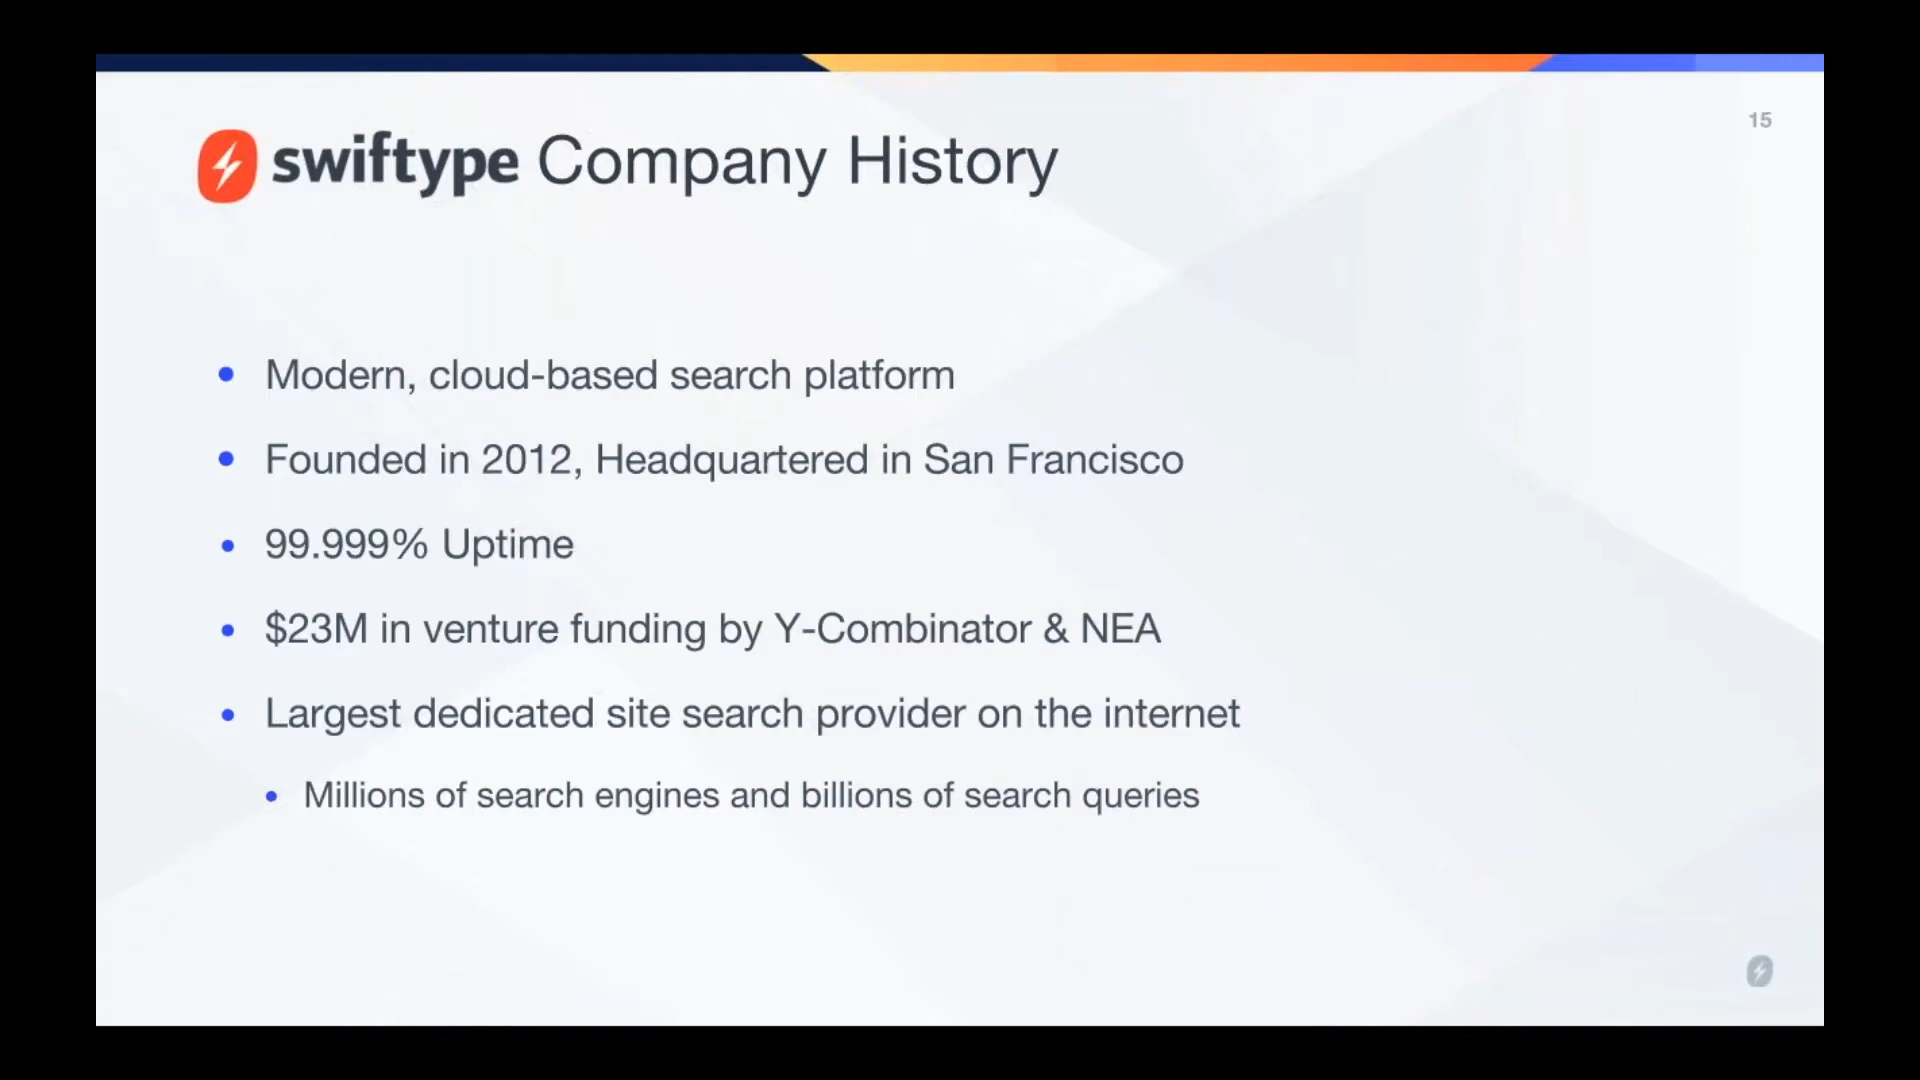 15
swiftype Company History
Modern, cloud-based search platform
Founded in 2012, Headquartered in San Francisco
99.999% Uptime
$23M in venture funding by Y-Combinator & NEA
Largest dedicated site search provider on the internet
Millions of search engines and billions of search queries